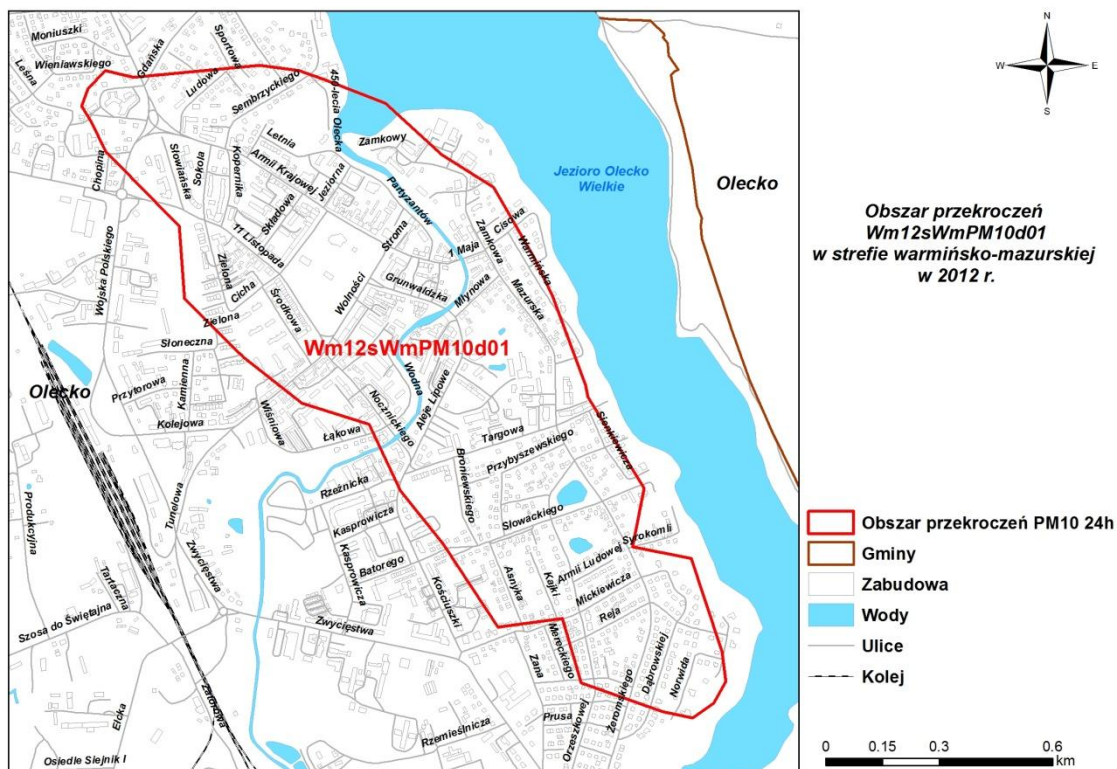 Moniuszki
Wieniawskiego
Leśna
Gdańska
Sportowa
Ludowa
Sembrzyckiego
450-lecia Olecka
Letnia
Zamkowy
Armii Krajowej
Jeziorna
Chopina
Słowiańska
Sokola
Kopernika
Składowa
Partyzantów
11 Listopada
Stroma
1 Maja
Zamkowa
Cisowa
Warmińska
Wojska Polskiego
Zielona
Cicha
Środkowa
Wolności
Grunwaldzka
Młynowa
Mazurska
Zielona
Słoneczna
Wm12sWmPM10d01
Jezioro Olecko
Wielkie
Olecko
Olecko
Przytorowa
Kamienna
Kolejowa
Wiśniowa
Łąkowa
Nocznickiego
Wodna
Aleje Lipowe
Targowa
Przybyszewskiego
Sienkiewicza
Broniewskiego
Rzeźnicka
Słowackiego
Produkcyjna
Tunelowa
Zwycięstwa
Kasprowicza
Kasprowicza
Batorego
Kościuszki
Asnyka
Kajki
Armii Ludowej
Syrokomli
Mickiewicza
Reja
Tartaczna
Szosa do Świętajna
Zwycięstwa
Mereckiego
Zana
Dąbrowskiej
Norwida
Żeromskiego
Prusa
Orzeszkowej
Rzemieślnicza
Ełcka
Zatorowa
Osiedle Siejnik I
N
W
E
S
Obszar przekroczeń
Wm12sWmPM10d01
w strefie warmińsko-mazurskiej
w 2012 r.
Obszar przekroczeń PM10 24h
Gminy
Zabudowa
Wody
Ulice
Kolej
0 0.15 0.3 0.6
km